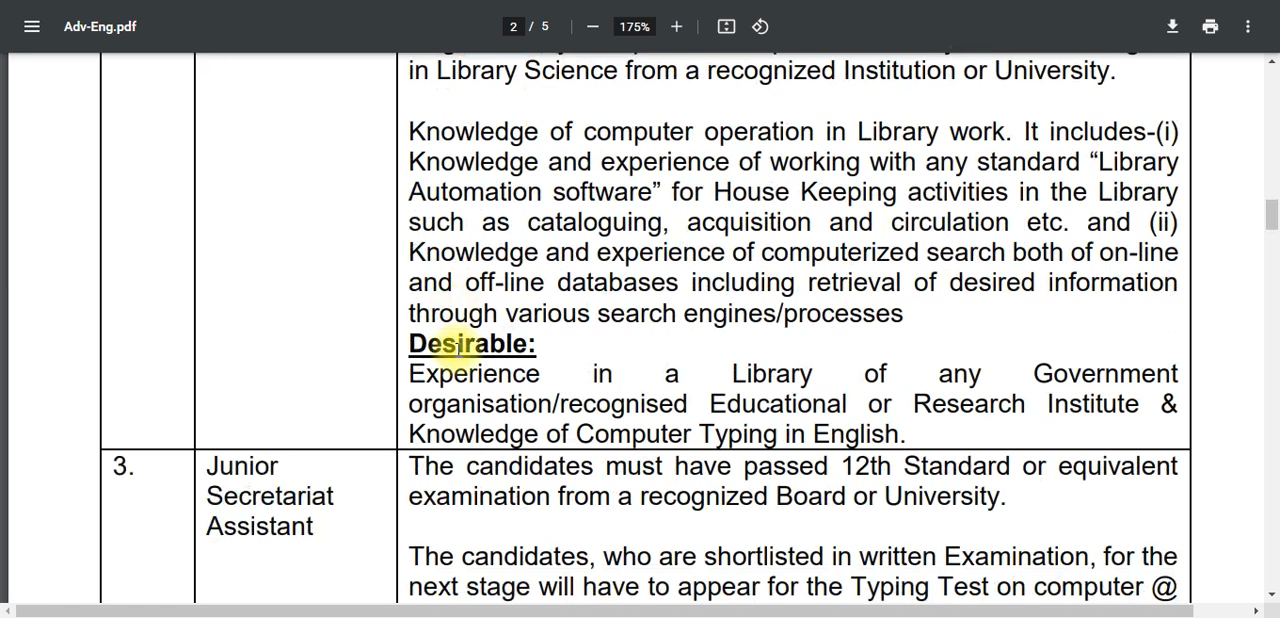 Adv-Eng.pdf
2 / 5
175%
in Library Science from a recognized Institution or University.
Knowledge of computer operation in Library work. It includes-(i)
Knowledge and experience of working with any standard “Library
Automation software” for House Keeping activities in the Library
such as cataloguing, acquisition and circulation etc. and (ii)
Knowledge and experience of computerized search both of on-line
and off-line databases including retrieval of desired information
through various search engines/processes
Desirable:
Experience in a Library of any Government
organisation/recognised Educational or Research Institute &
Knowledge of Computer Typing in English.
3.
Junior
Secretariat
Assistant
The candidates must have passed 12th Standard or equivalent
examination from a recognized Board or University.
The candidates, who are shortlisted in written Examination, for the
next stage will have to appear for the Typing Test on computer @